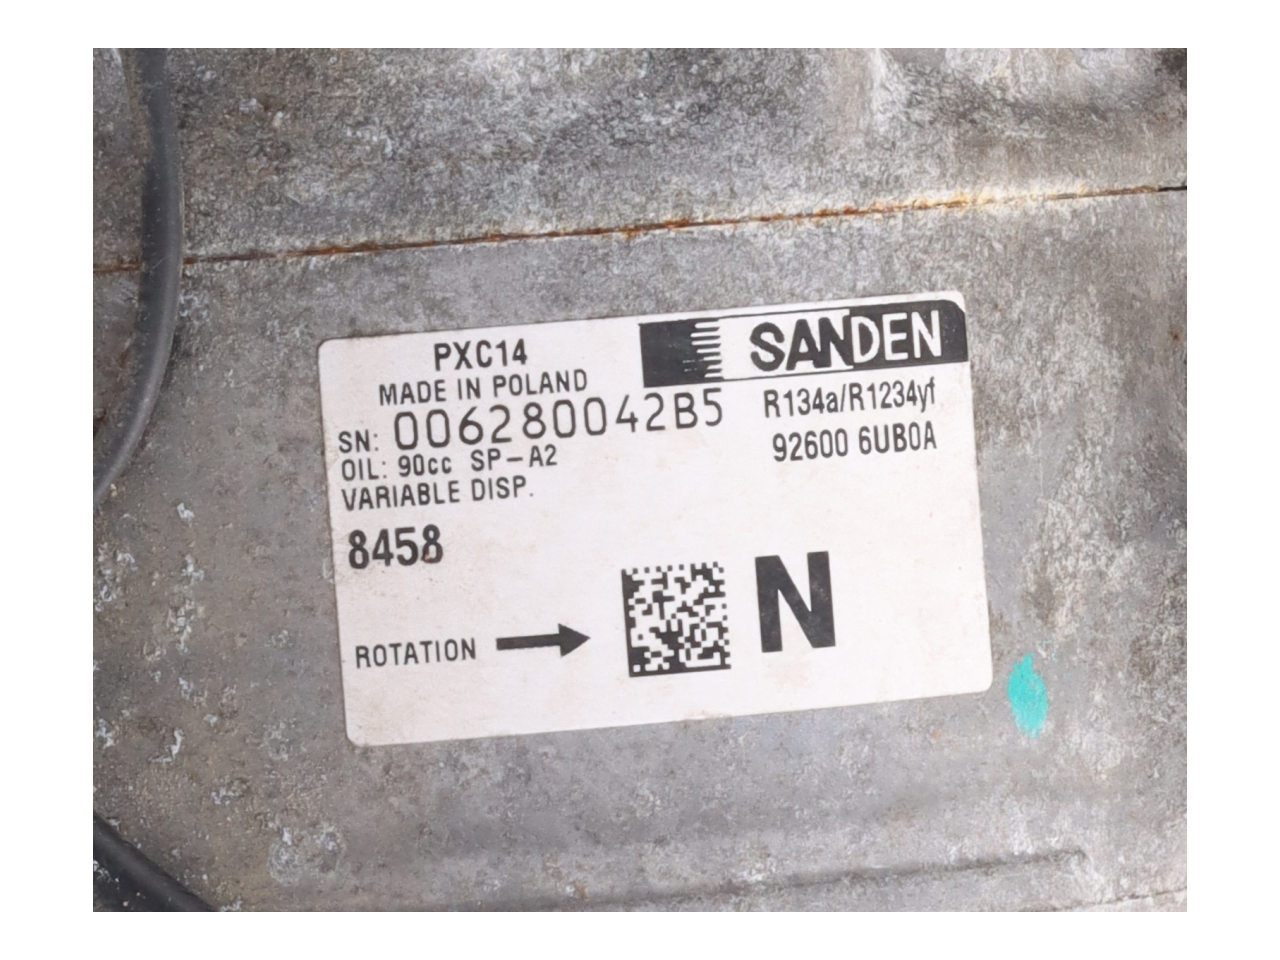 SANDEN
PXC14
MADE IN POLAND
R134a/R1234yf
SN: 006280042B5
92600 6UB0A
OIL: 90cc SP-A2
VARIABLE DISP.
8458
N
ROTATION